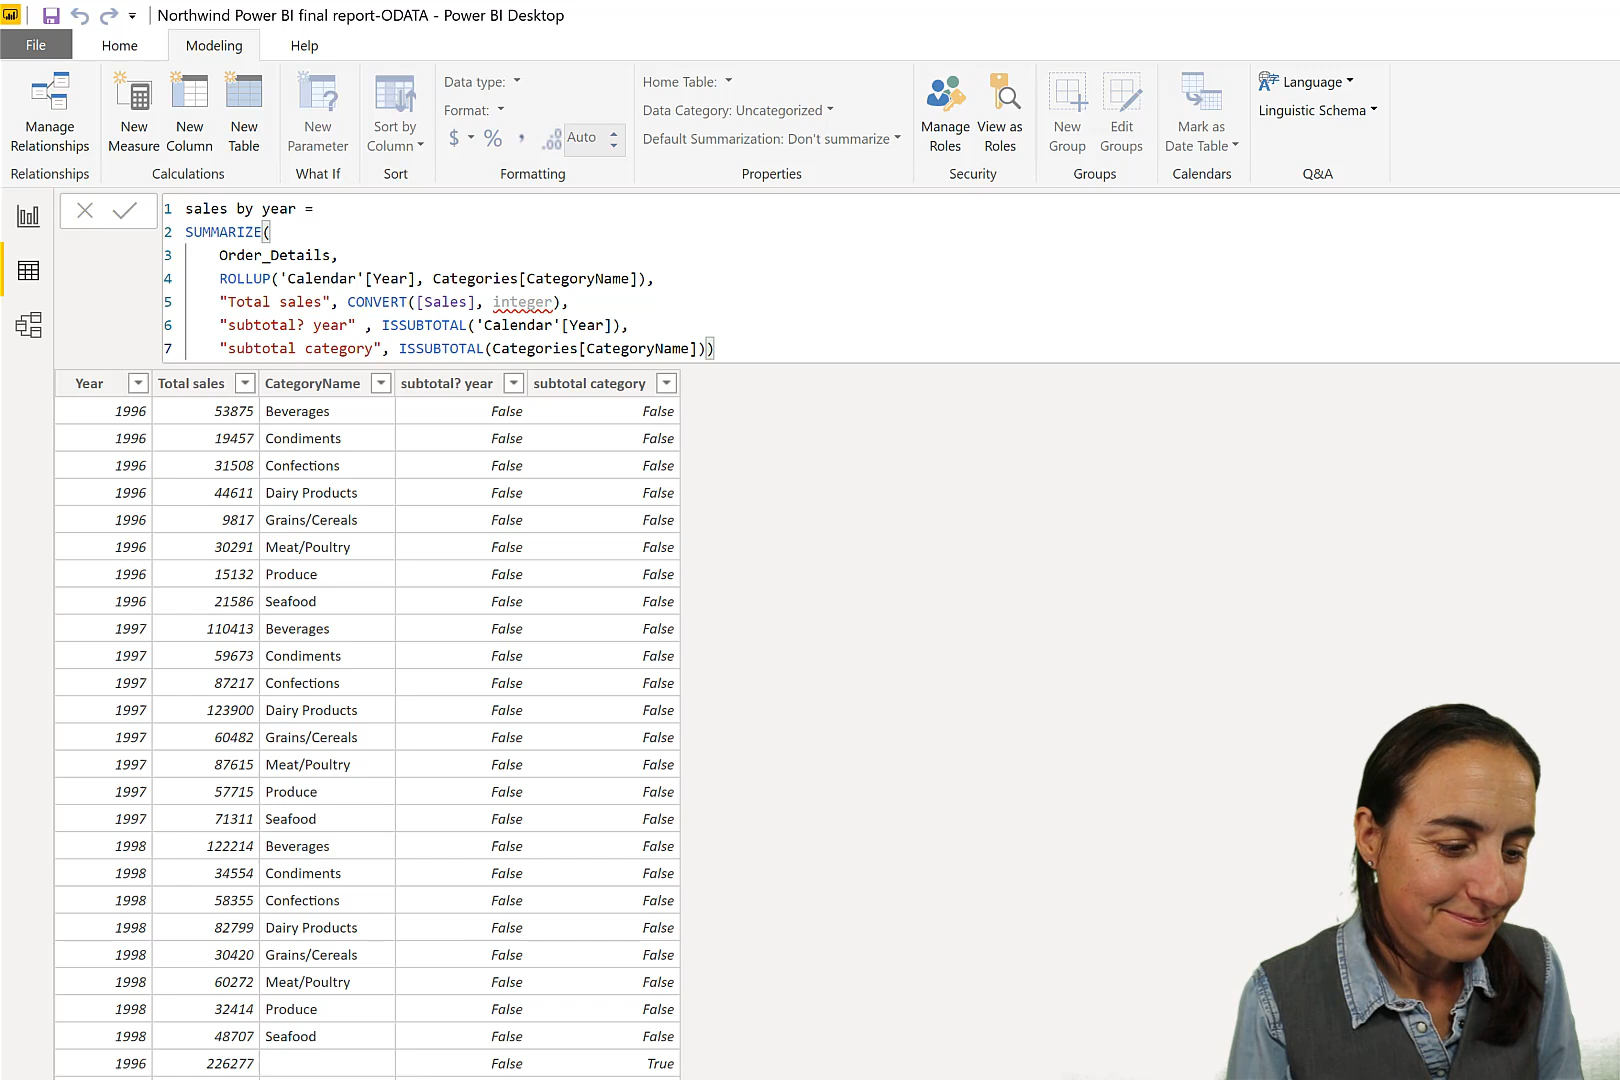 Northwind Power BI final report-ODATA - Power BI Desktop
File Home Modeling Help
Manage Relationships
New Measure
New Column
New Table
New Parameter
Sort by Column
Data type:
Format:
$ % , .00 Auto
Home Table:
Data Category: Uncategorized
Default Summarization: Don't summarize
Manage Roles
View as Roles
New Group
Edit Groups
Mark as Date Table
Language
Linguistic Schema
Relationships Calculations What If Sort Formatting Properties Security Groups Calendars Q&A
1 sales by year =
2 SUMMARIZE(
3 Order_Details,
4 ROLLUP('Calendar'[Year], Categories[CategoryName]),
5 "Total sales", CONVERT([Sales], integer),
6 "subtotal? year" , ISSUBTOTAL('Calendar'[Year]),
7 "subtotal category", ISSUBTOTAL(Categories[CategoryName]))
Year Total sales CategoryName subtotal? year subtotal category
1996 53875 Beverages False False
1996 19457 Condiments False False
1996 31508 Confections False False
1996 44611 Dairy Products False False
1996 9817 Grains/Cereals False False
1996 30291 Meat/Poultry False False
1996 15132 Produce False False
1996 21586 Seafood False False
1997 110413 Beverages False False
1997 59673 Condiments False False
1997 87217 Confections False False
1997 123900 Dairy Products False False
1997 60482 Grains/Cereals False False
1997 87615 Meat/Poultry False False
1997 57715 Produce False False
1997 71311 Seafood False False
1998 122214 Beverages False False
1998 34554 Condiments False False
1998 58355 Confections False False
1998 82799 Dairy Products False False
1998 30420 Grains/Cereals False False
1998 60272 Meat/Poultry False False
1998 32414 Produce False False
1998 48707 Seafood False False
1996 226277 False True